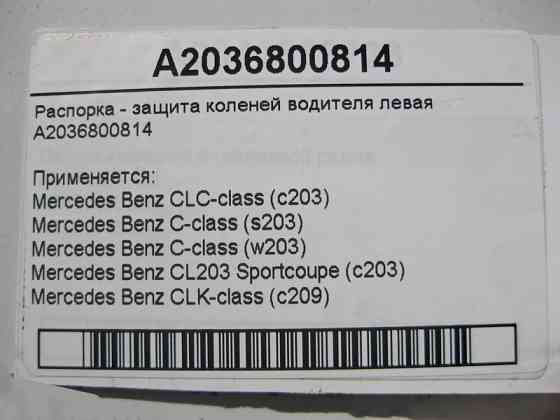 A2036800814
Распорка - защита коленей водителя левая
A2036800814
Применяется:
Mercedes Benz CLC-class (c203)
Mercedes Benz C-class (s203)
Mercedes Benz C-class (w203)
Mercedes Benz CL203 Sportcoupe (c203)
Mercedes Benz CLK-class (c209)